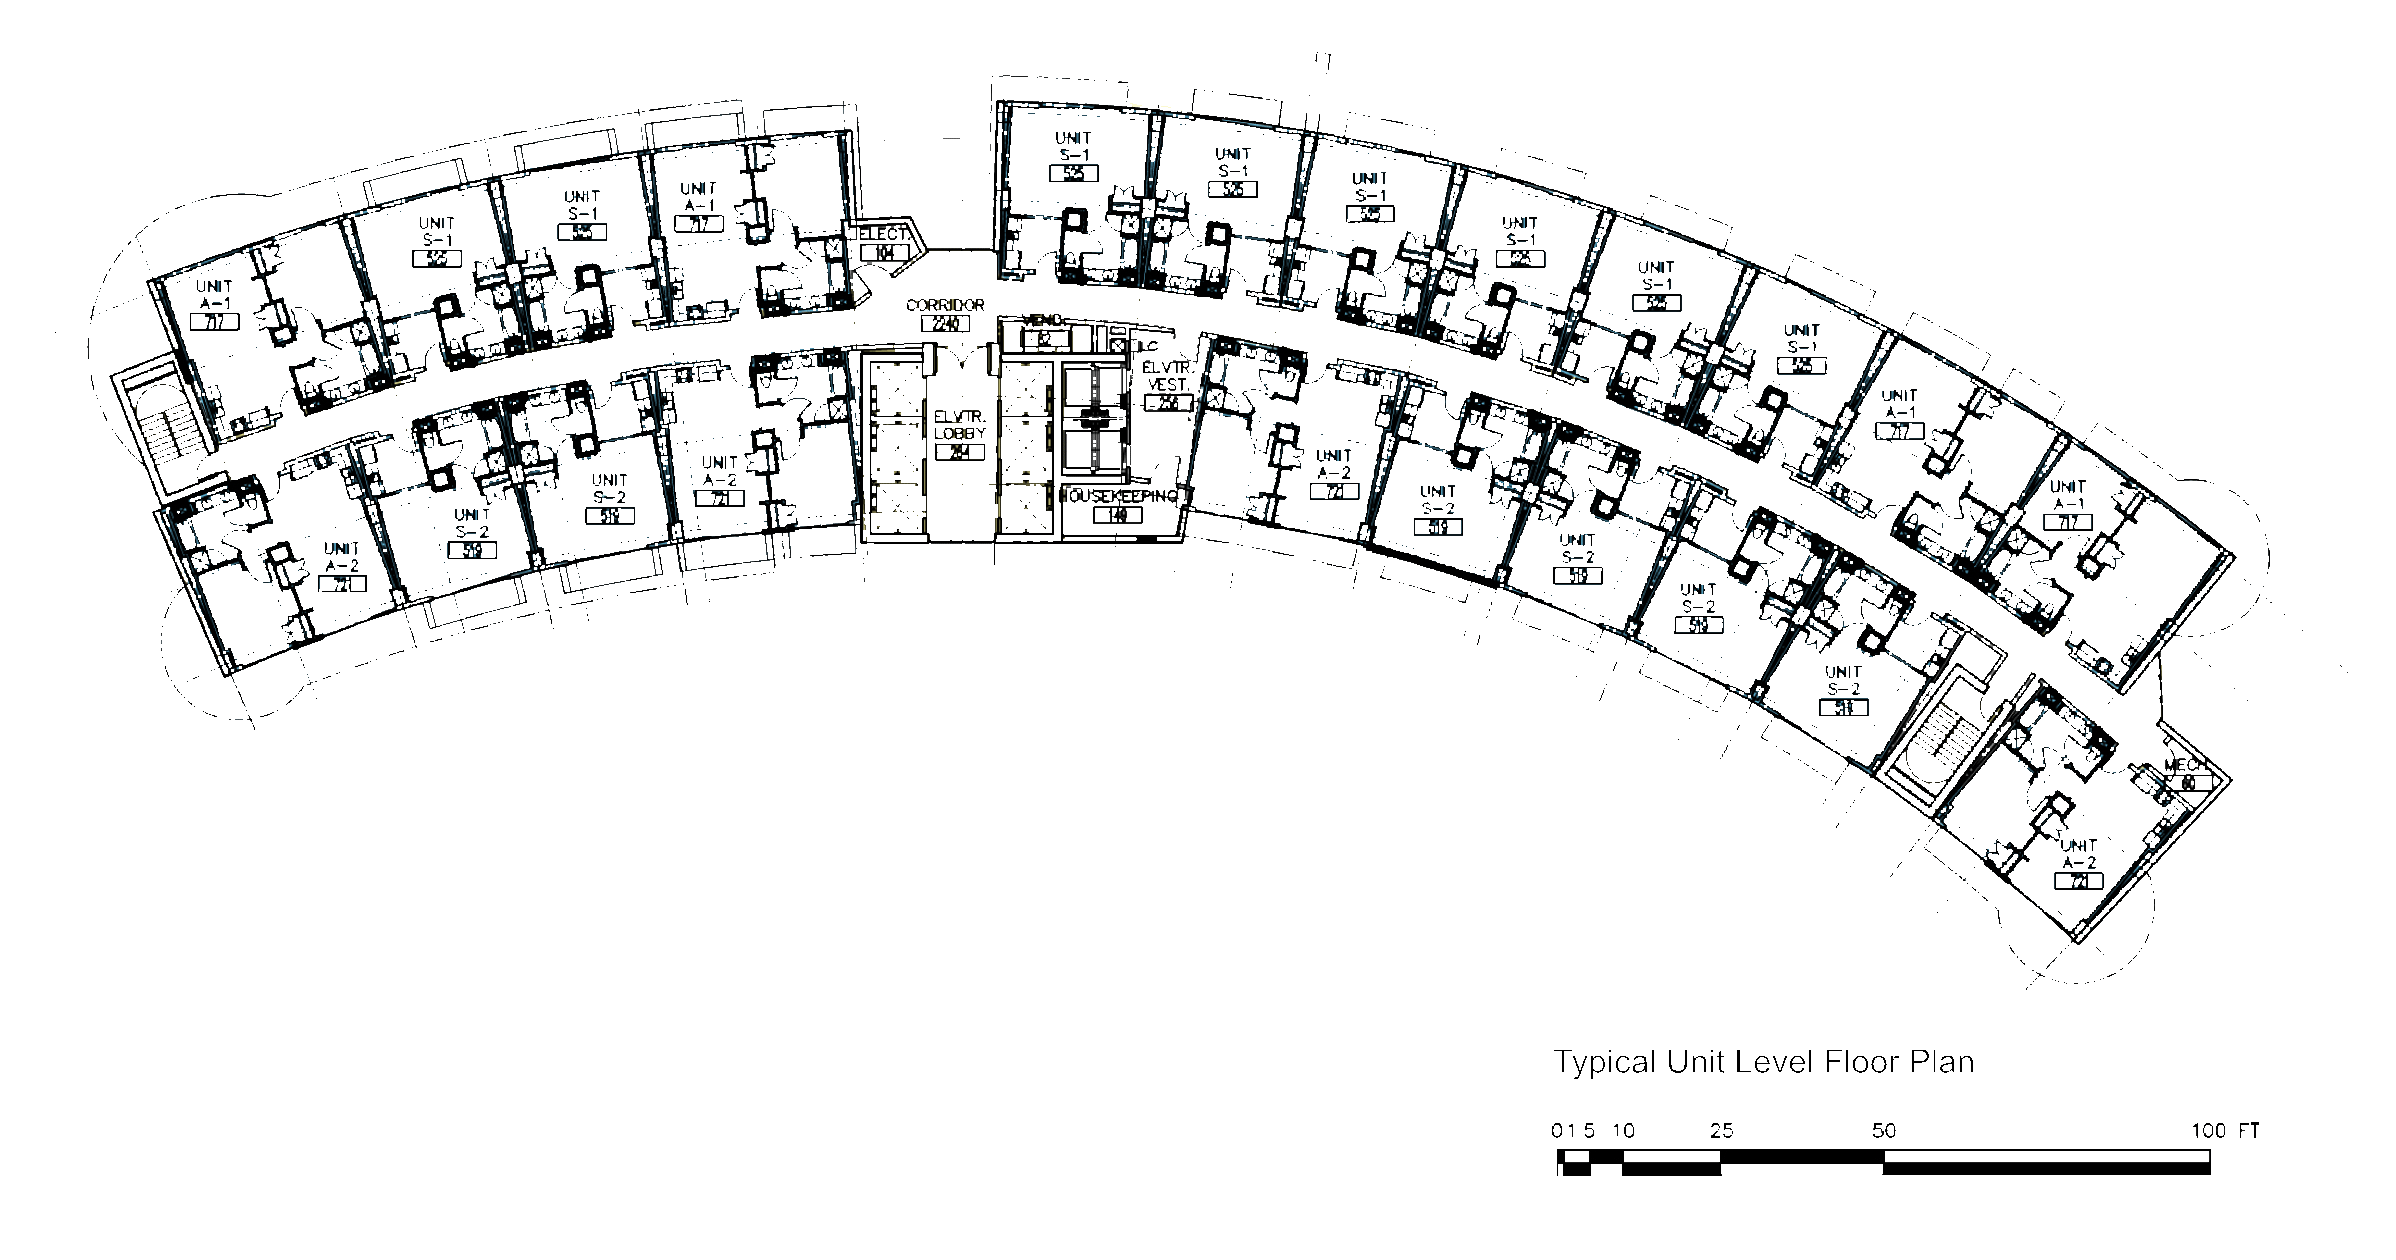 UNIT
A-1
717
UNIT
S-1
525
UNIT
S-1
525
UNIT
A-1
717
ELECT.
104
UNIT
S-1
525
UNIT
S-1
525
UNIT
S-1
525
UNIT
S-1
525
UNIT
S-1
525
UNIT
S-1
525
UNIT
A-1
717
UNIT
A-1
717
CORRIDOR
2240
VEND.
62
ELVTR.
VEST.
256
ELVTR.
LOBBY
284
HOUSEKEEPING
149
UNIT
A-2
721
UNIT
S-2
519
UNIT
S-2
519
UNIT
A-2
721
UNIT
A-2
721
UNIT
S-2
519
UNIT
S-2
519
UNIT
S-2
519
UNIT
S-2
519
MECH.
60
UNIT
A-2
721
Typical Unit Level Floor Plan
0 1 5 10 25 50 100 FT